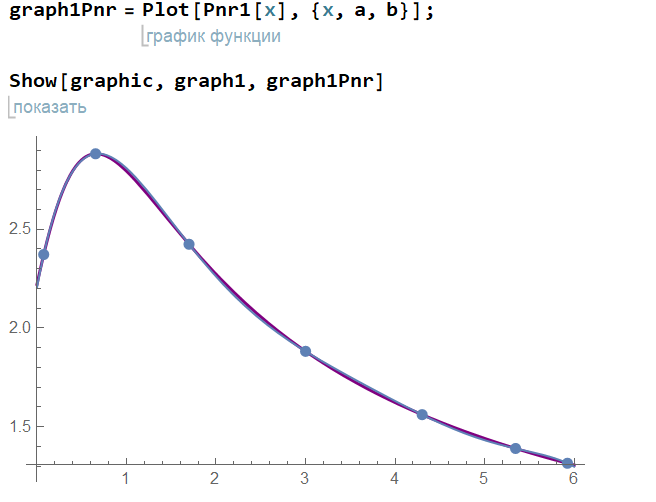 graph1Pnr = Plot[Pnr1[x], {x, a, b}];
график функции
Show[graphic, graph1, graph1Pnr]
показать
2.5
2.0
1.5
1 2 3 4 5 6